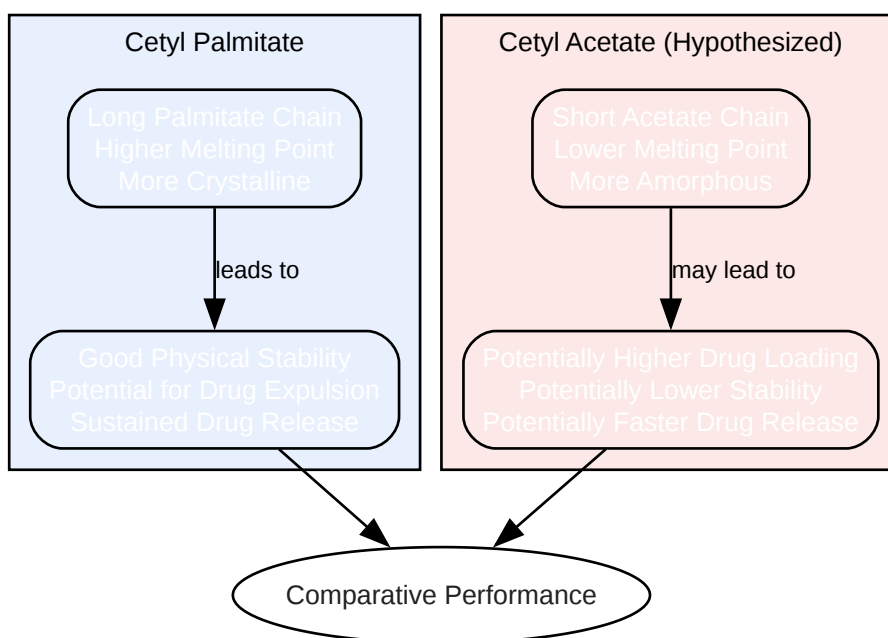 Cetyl Palmitate
Long Palmitate Chain
Higher Melting Point
More Crystalline
leads to
Good Physical Stability
Potential for Drug Expulsion
Sustained Drug Release
Cetyl Acetate (Hypothesized)
Short Acetate Chain
Lower Melting Point
More Amorphous
may lead to
Potentially Higher Drug Loading
Potentially Lower Stability
Potentially Faster Drug Release
Comparative Performance